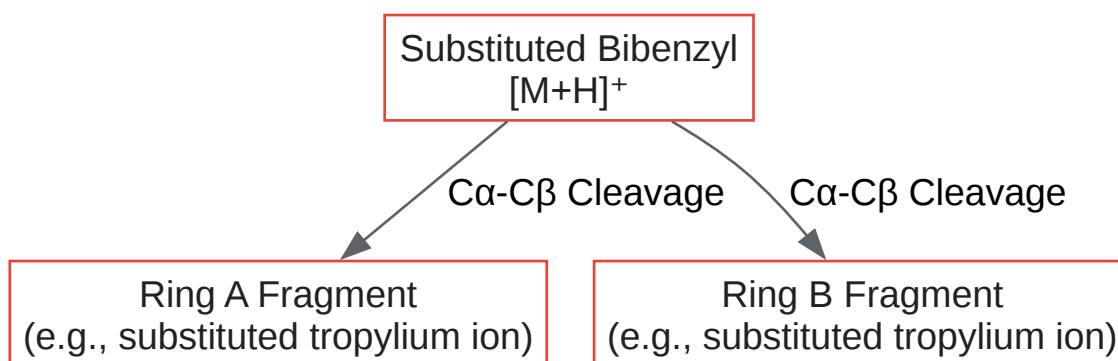 Substituted Bibenzyl
[M+H]⁺
Cα-Cβ Cleavage
Cα-Cβ Cleavage
Ring A Fragment
(e.g., substituted tropylium ion)
Ring B Fragment
(e.g., substituted tropylium ion)